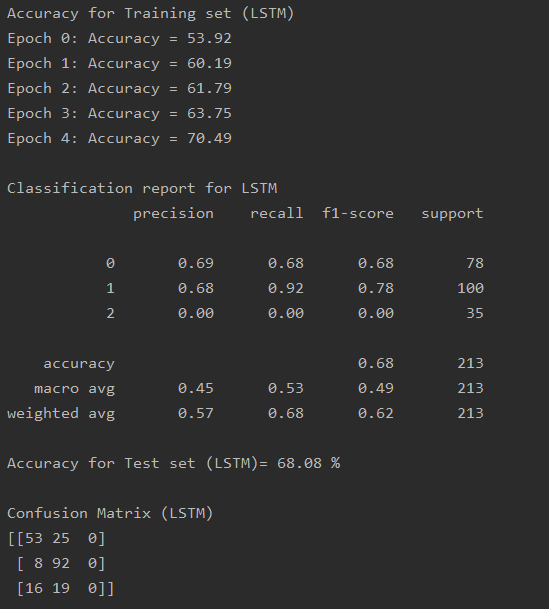 Accuracy for Training set (LSTM)
Epoch 0: Accuracy = 53.92
Epoch 1: Accuracy = 60.19
Epoch 2: Accuracy = 61.79
Epoch 3: Accuracy = 63.75
Epoch 4: Accuracy = 70.49
Classification report for LSTM
precision recall f1-score support
0 0.69 0.68 0.68 78
1 0.68 0.92 0.78 100
2 0.00 0.00 0.00 35
accuracy 0.68 213
macro avg 0.45 0.53 0.49 213
weighted avg 0.57 0.68 0.62 213
Accuracy for Test set (LSTM)= 68.08 %
Confusion Matrix (LSTM)
[[53 25 0]
[ 8 92 0]
[16 19 0]]